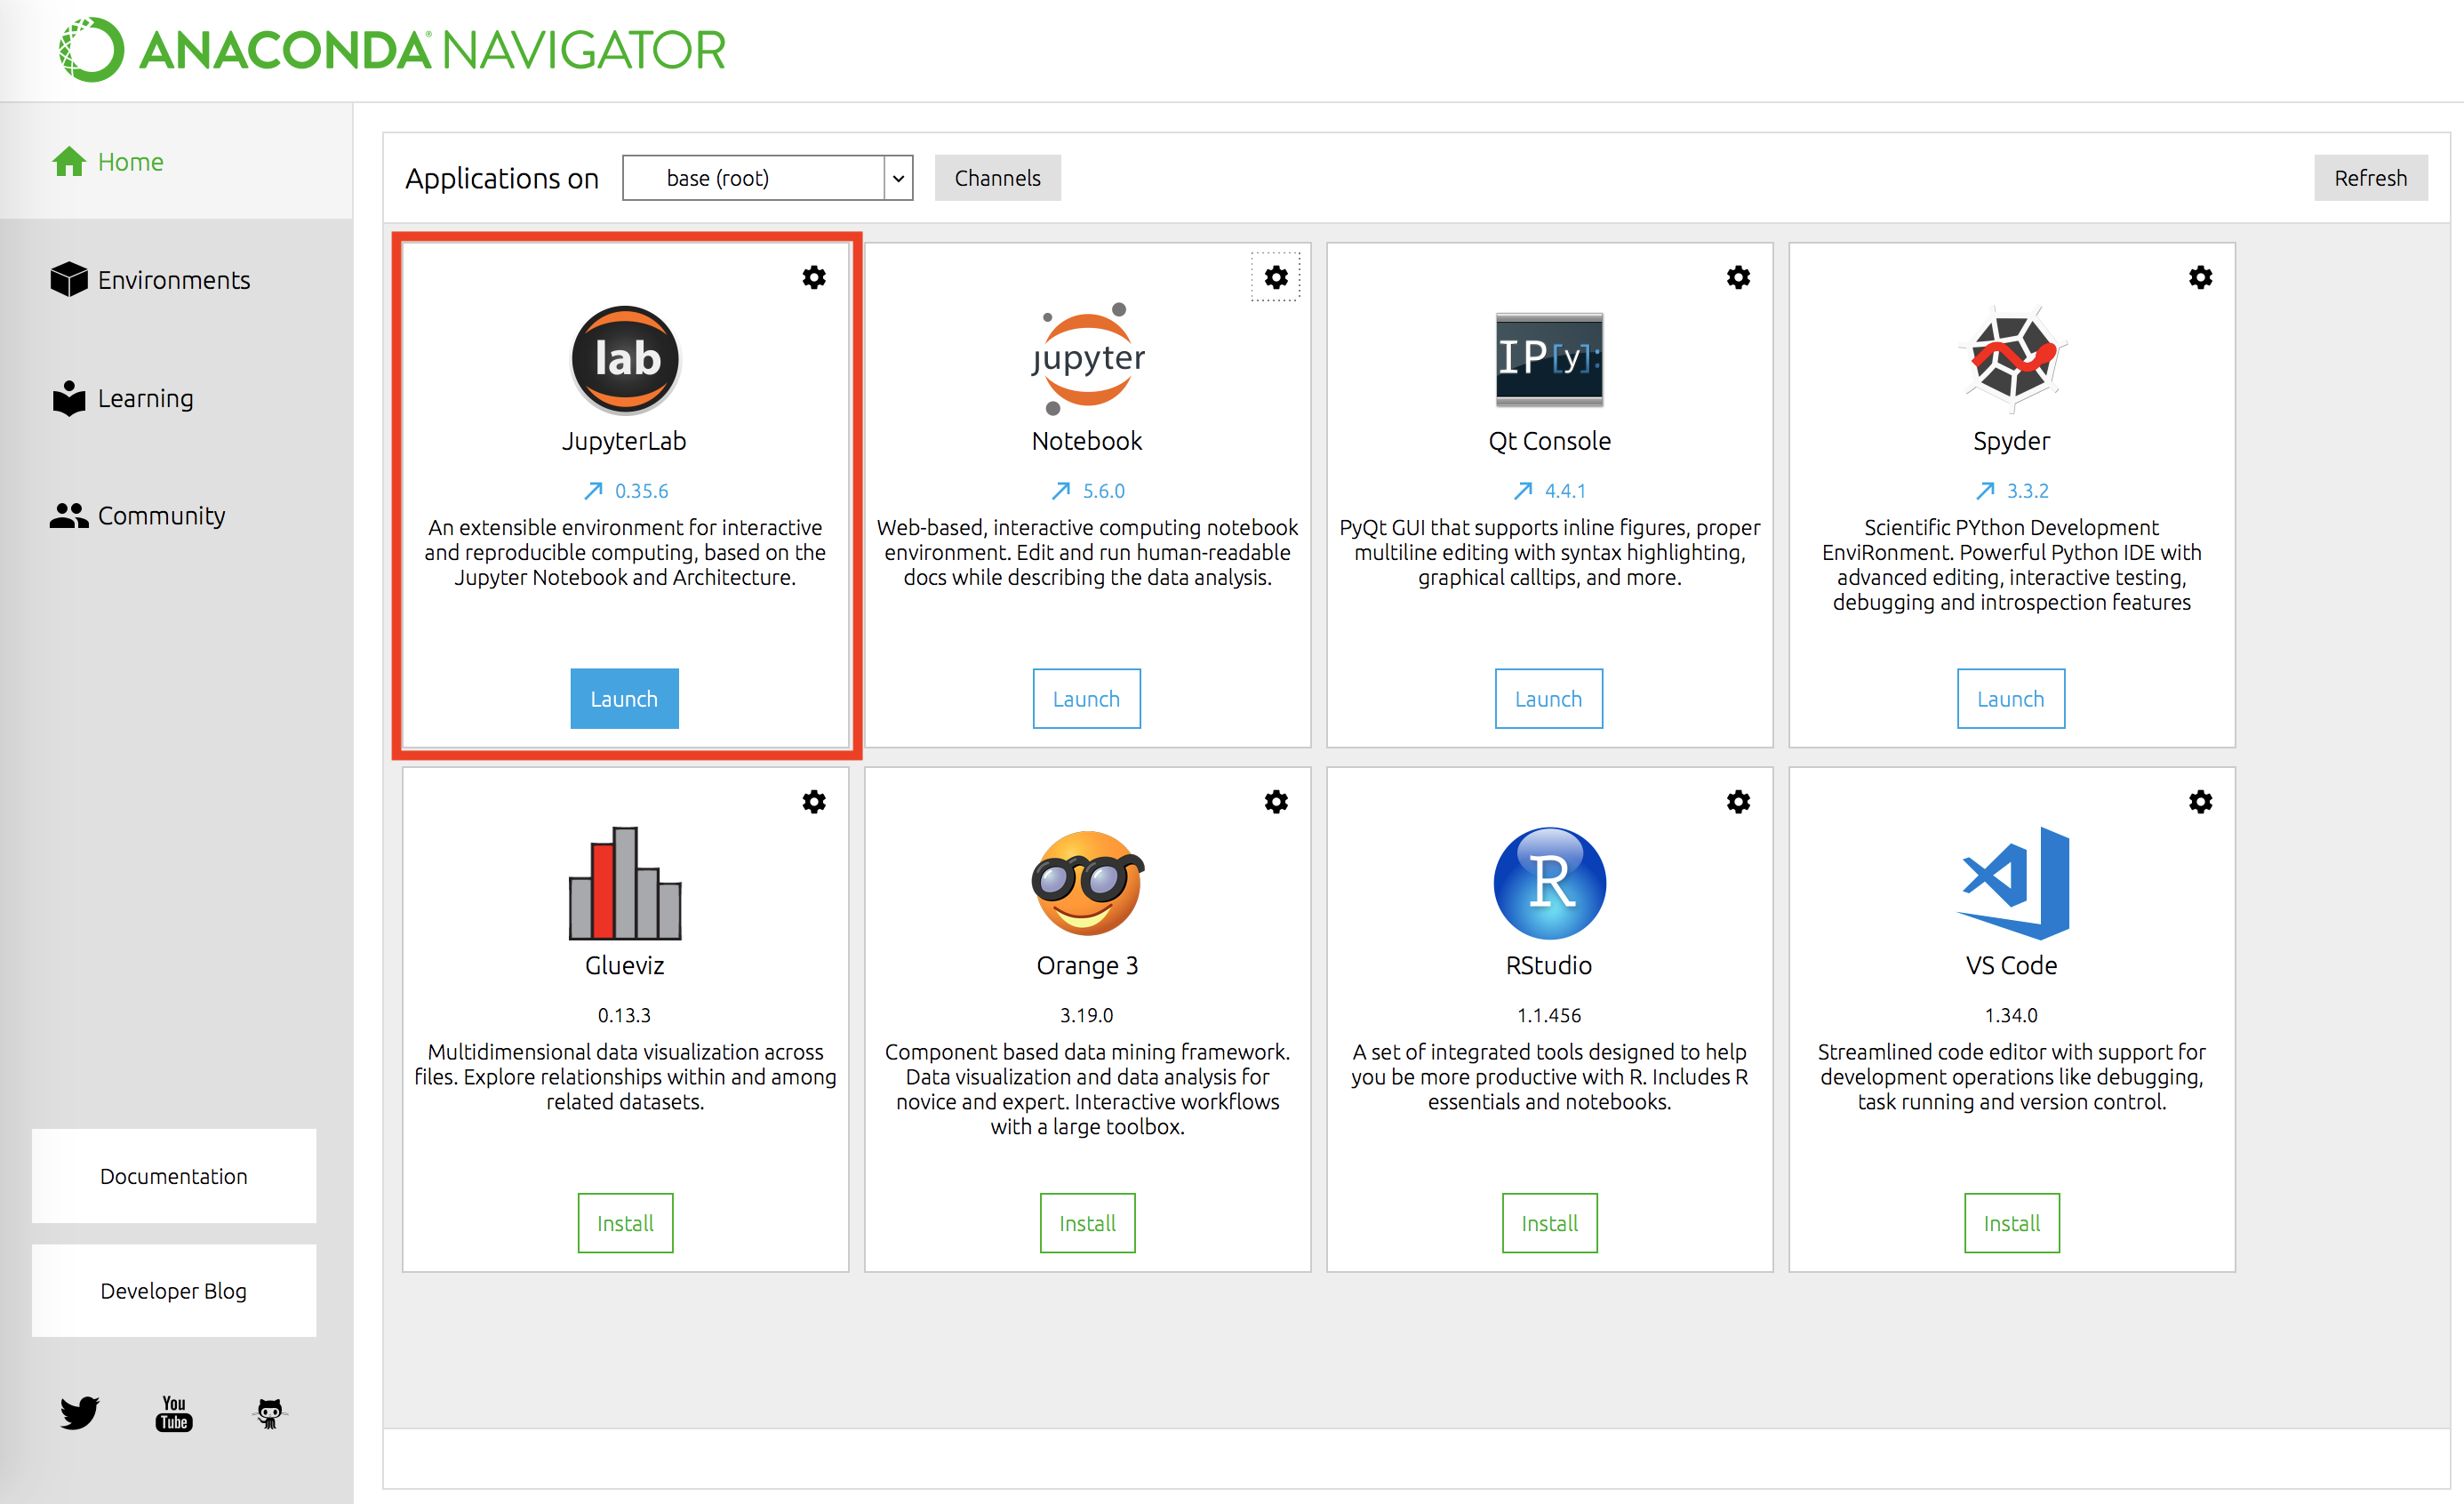 ANACONDA® NAVIGATOR
Home
Environments
Learning
Community
Documentation
Developer Blog
You
Tube
Applications on
base (root)
Channels
Refresh
lab
JupyterLab
0.35.6
An extensible environment for interactive
and reproducible computing, based on the
Jupyter Notebook and Architecture.
Launch
jupyter
Notebook
5.6.0
Web-based, interactive computing notebook
environment. Edit and run human-readable
docs while describing the data analysis.
Launch
IP[y]:
Qt Console
4.4.1
PyQt GUI that supports inline figures, proper
multiline editing with syntax highlighting,
graphical calltips, and more.
Launch
Spyder
3.3.2
Scientific PYthon Development
EnviRonment. Powerful Python IDE with
advanced editing, interactive testing,
debugging and introspection features
Launch
Glueviz
0.13.3
Multidimensional data visualization across
files. Explore relationships within and among
related datasets.
Install
Orange 3
3.19.0
Component based data mining framework.
Data visualization and data analysis for
novice and expert. Interactive workflows
with a large toolbox.
Install
R
RStudio
1.1.456
A set of integrated tools designed to help
you be more productive with R. Includes R
essentials and notebooks.
Install
VS Code
1.34.0
Streamlined code editor with support for
development operations like debugging,
task running and version control.
Install